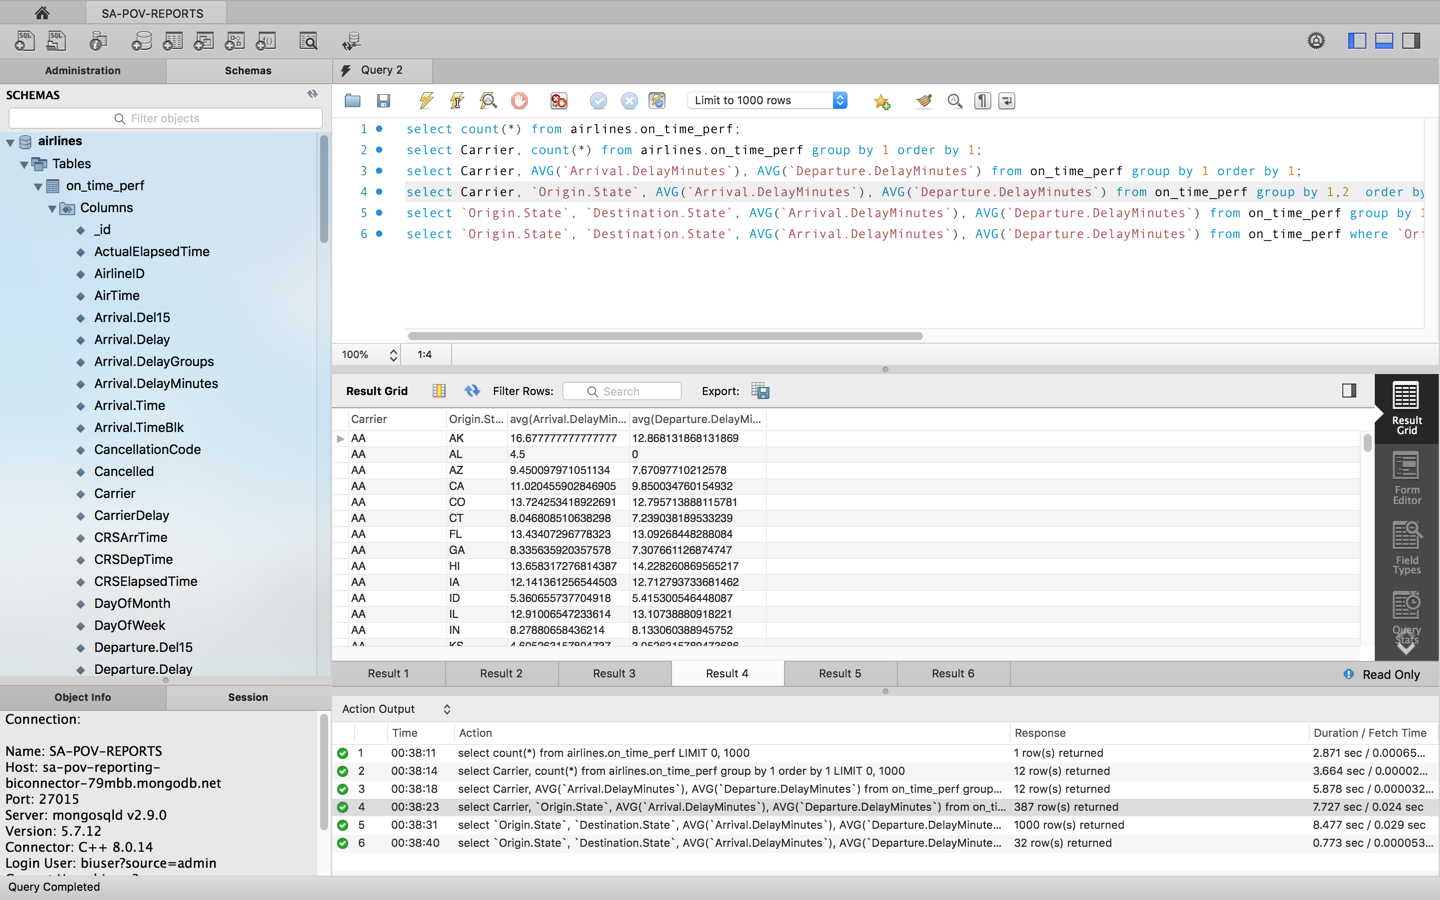 SA-POV-REPORTS
Administration
Schemas
SCHEMAS
Filter objects
airlines
Tables
on_time_perf
Columns
_id
ActualElapsedTime
AirlineID
AirTime
Arrival.Del15
Arrival.Delay
Arrival.DelayGroups
Arrival.DelayMinutes
Arrival.Time
Arrival.TimeBlk
CancellationCode
Cancelled
Carrier
CarrierDelay
CRSArrTime
CRSDepTime
CRSElapsedTime
DayOfMonth
DayOfWeek
Departure.Del15
Departure.Delay
Object Info
Session
Connection:
Name: SA-POV-REPORTS
Host: sa-pov-reporting-
biconnector-79mbb.mongodb.net
Port: 27015
Server: mongosqld v2.9.0
Version: 5.7.12
Connector: C++ 8.0.14
Login User: biuser?source=admin
Query Completed
Query 2
Limit to 1000 rows
1 select count(*) from airlines.on_time_perf;
2 select Carrier, count(*) from airlines.on_time_perf group by 1 order by 1;
3 select Carrier, AVG(`Arrival.DelayMinutes`), AVG(`Departure.DelayMinutes`) from on_time_perf group by 1 order by 1;
4 select Carrier, `Origin.State`, AVG(`Arrival.DelayMinutes`), AVG(`Departure.DelayMinutes`) from on_time_perf group by 1,2 order by
5 select `Origin.State`, `Destination.State`, AVG(`Arrival.DelayMinutes`), AVG(`Departure.DelayMinutes`) from on_time_perf group by 1
6 select `Origin.State`, `Destination.State`, AVG(`Arrival.DelayMinutes`), AVG(`Departure.DelayMinutes`) from on_time_perf where `Ori
100% 1:4
Result Grid Filter Rows: Search Export:
Carrier Origin.St... avg(Arrival.DelayMin... avg(Departure.DelayMi...
AA AK 16.677777777777777 12.868131868131869
AA AL 4.5 0
AA AZ 9.450097971051134 7.67097710212578
AA CA 11.020455902846905 9.850034760154932
AA CO 13.724253418922691 12.795713888115781
AA CT 8.046808510638298 7.239038189533239
AA FL 13.43407296778323 13.09268448288084
AA GA 8.335635920357578 7.307661126874747
AA HI 13.658317276814387 14.228260869565217
AA IA 12.141361256544503 12.712793733681462
AA ID 5.360655737704918 5.415300546448087
AA IL 12.91006547233614 13.10738880918221
AA IN 8.27880658436214 8.133060388945752
AA KS 4.605263157894737 3.0526315789473686
Result Grid
Form Editor
Field Types
Query Stats
Result 1 Result 2 Result 3 Result 4 Result 5 Result 6 Read Only
Action Output
Time Action Response Duration / Fetch Time
1 00:38:11 select count(*) from airlines.on_time_perf LIMIT 0, 1000 1 row(s) returned 2.871 sec / 0.00065...
2 00:38:14 select Carrier, count(*) from airlines.on_time_perf group by 1 order by 1 LIMIT 0, 1000 12 row(s) returned 3.664 sec / 0.00002...
3 00:38:18 select Carrier, AVG(`Arrival.DelayMinutes`), AVG(`Departure.DelayMinutes`) from on_time_perf group... 12 row(s) returned 5.878 sec / 0.000032...
4 00:38:23 select Carrier, `Origin.State`, AVG(`Arrival.DelayMinutes`), AVG(`Departure.DelayMinutes`) from on_ti... 387 row(s) returned 7.727 sec / 0.024 sec
5 00:38:31 select `Origin.State`, `Destination.State`, AVG(`Arrival.DelayMinutes`), AVG(`Departure.DelayMinute... 1000 row(s) returned 8.477 sec / 0.029 sec
6 00:38:40 select `Origin.State`, `Destination.State`, AVG(`Arrival.DelayMinutes`), AVG(`Departure.DelayMinute... 32 row(s) returned 0.773 sec / 0.000053...